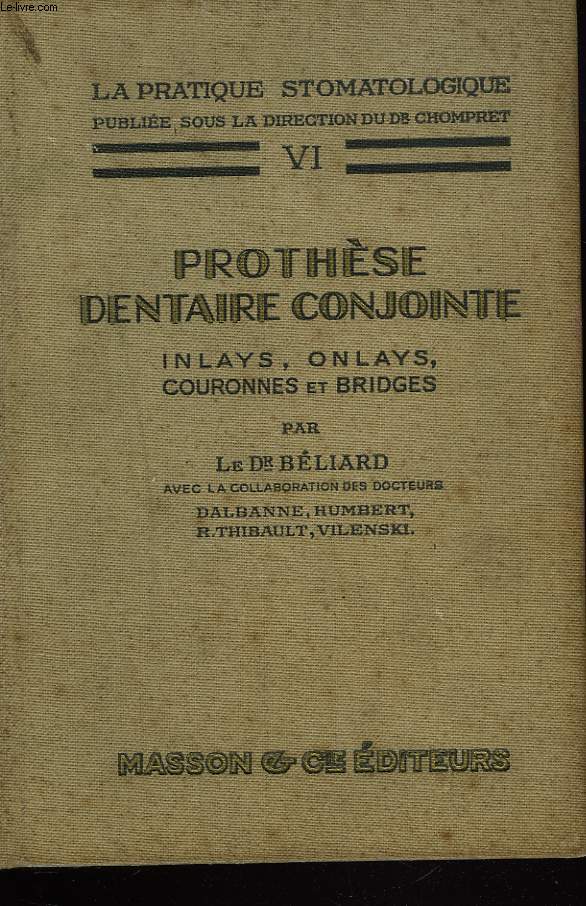 Le-livre.com
LA PRATIQUE STOMATOLOGIQUE
PUBLIÉE SOUS LA DIRECTION DU DR CHOMPRET
VI
PROTHÈSE
DENTAIRE CONJOINTE
INLAYS, ONLAYS,
COURONNES ET BRIDGES
PAR
LE DR BÉLIARD
AVEC LA COLLABORATION DES DOCTEURS
DALBANNE, HUMBERT,
R. THIBAULT, VILENSKI.
MASSON & CIE ÉDITEURS